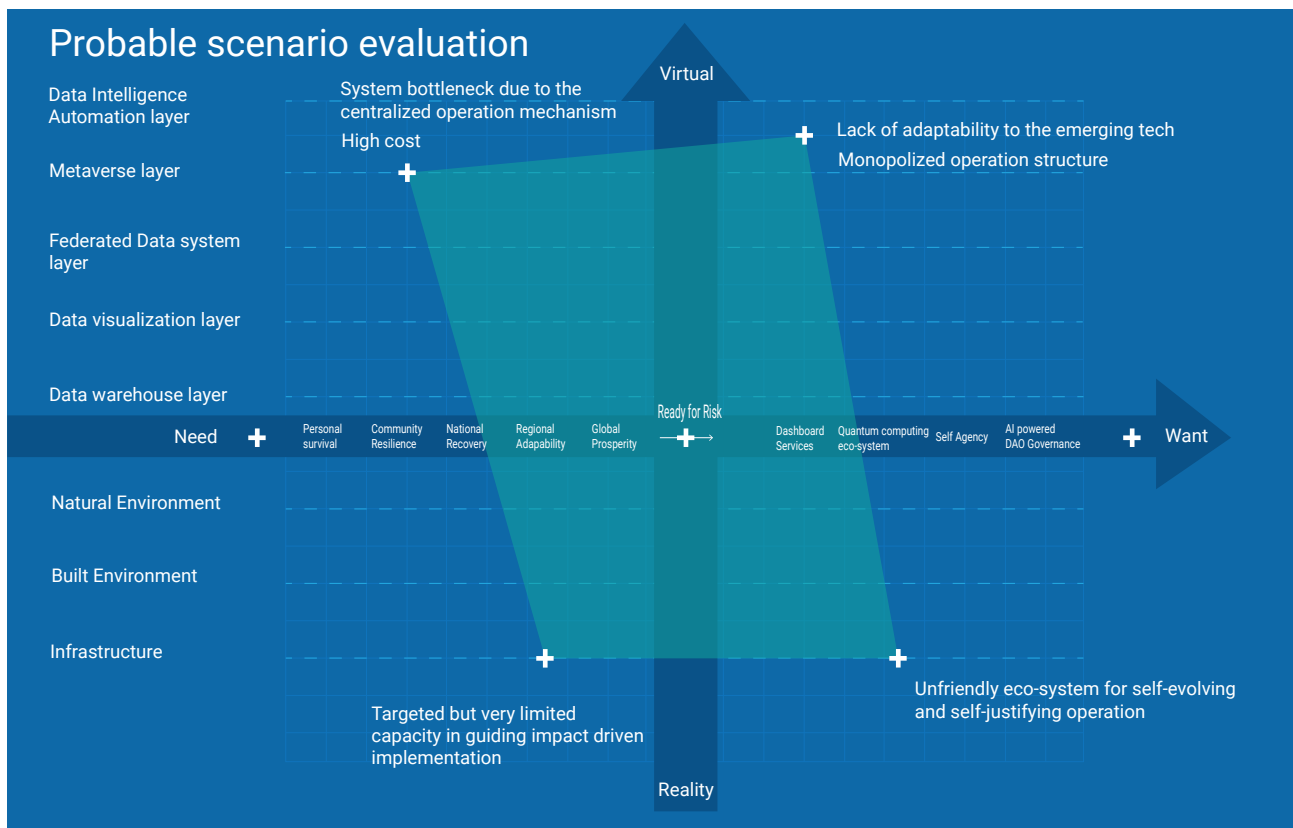 Probable scenario evaluation
Virtual
Data Intelligence
Automation layer
System bottleneck due to the
centralized operation mechanism
High cost
Lack of adaptability to the emerging tech
Monopolized operation structure
Metaverse layer
Federated Data system
layer
Data visualization layer
Data warehouse layer
Need
Personal
survival
Community
Resilience
National
Recovery
Regional
Adapability
Global
Prosperity
Ready for Risk
Dashboard
Services
Quantum computing
eco-system
Self Agency
AI powered
DAO Governance
Want
Natural Environment
Built Environment
Infrastructure
Targeted but very limited
capacity in guiding impact driven
implementation
Unfriendly eco-system for self-evolving
and self-justifying operation
Reality